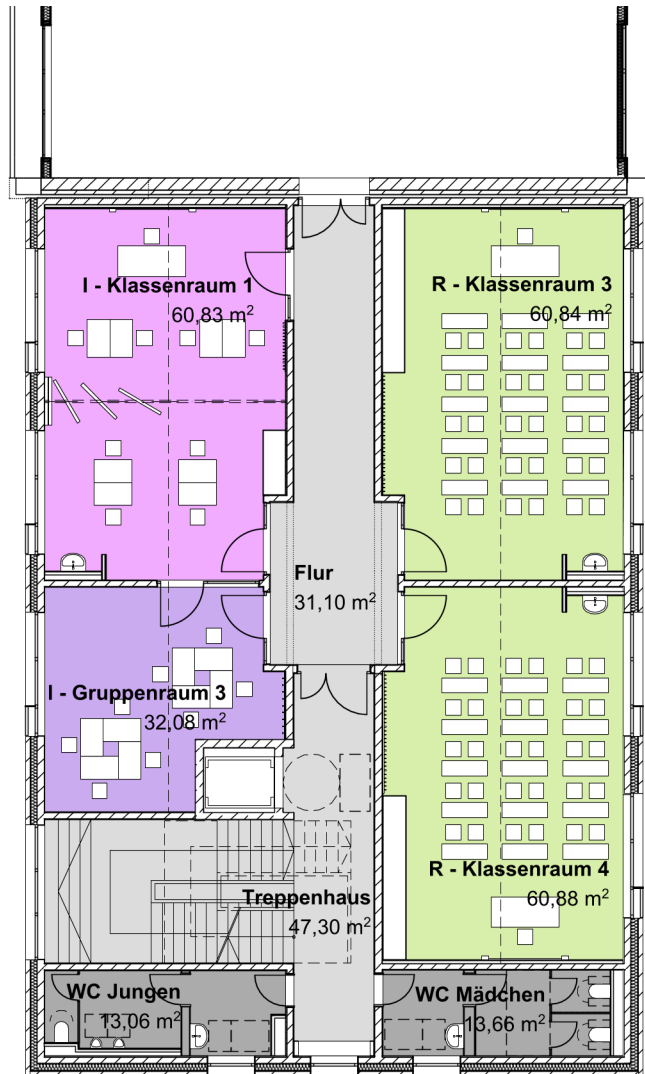 I - Klassenraum 1
60,83 m²
R - Klassenraum 3
60,84 m²
Flur
31,10 m²
I - Gruppenraum 3
32,08 m²
R - Klassenraum 4
60,88 m²
Treppenhaus
47,30 m²
WC Jungen
13,06 m²
WC Mädchen
13,66 m²